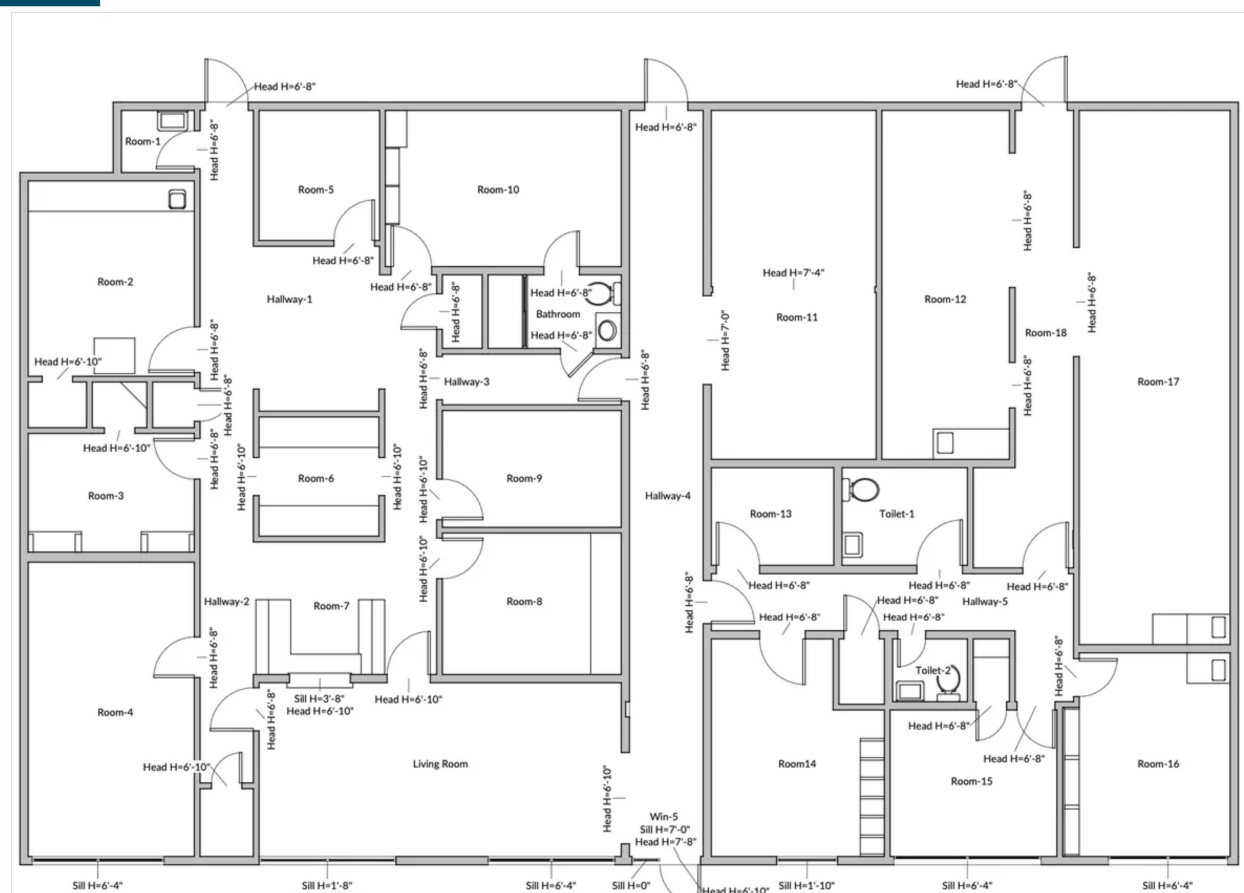 Head H=6'-8"
Head H=6'-8"
Head H=6'-8"
Room-1
Head H=6'-8"
Room-5
Room-10
Head H=6'-8"
Head H=6'-8"
Room-2
Hallway-1
Head H=6'-8"
Head H=6'-8"
Head H=6'-8"
Head H=6'-8"
Bathroom
Head H=6'-8"
Head H=7'-4"
Room-11
Room-12
Room-18
Head H=6'-8"
Head H=7'-0"
Head H=6'-10"
Head H=6'-8"
Head H=6'-8"
Head H=6'-8"
Hallway-3
Head H=6'-8"
Head H=6'-8"
Room-17
Head H=6'-10"
Head H=6'-8"
Head H=6'-10"
Room-6
Head H=6'-10"
Head H=6'-10"
Room-9
Room-3
Hallway-4
Room-13
Toilet-1
Head H=6'-10"
Head H=6'-8"
Head H=6'-8"
Head H=6'-8"
Head H=6'-8"
Hallway-2
Room-7
Room-8
Head H=6'-8"
Head H=6'-8"
Hallway-5
Head H=6'-8"
Head H=6'-8"
Head H=6'-8"
Head H=6'-8"
Toilet-2
Sill H=3'-8"
Head H=6'-10"
Head H=6'-10"
Room-4
Head H=6'-8"
Head H=6'-8"
Head H=6'-8"
Head H=6'-10"
Living Room
Room14
Room-15
Room-16
Head H=6'-10"
Win-5
Sill H=7'-0"
Head H=7'-8"
Sill H=6'-4"
Sill H=1'-8"
Sill H=6'-4"
Sill H=0"
Head H=6'-10"
Sill H=1'-10"
Sill H=6'-4"
Sill H=6'-4"